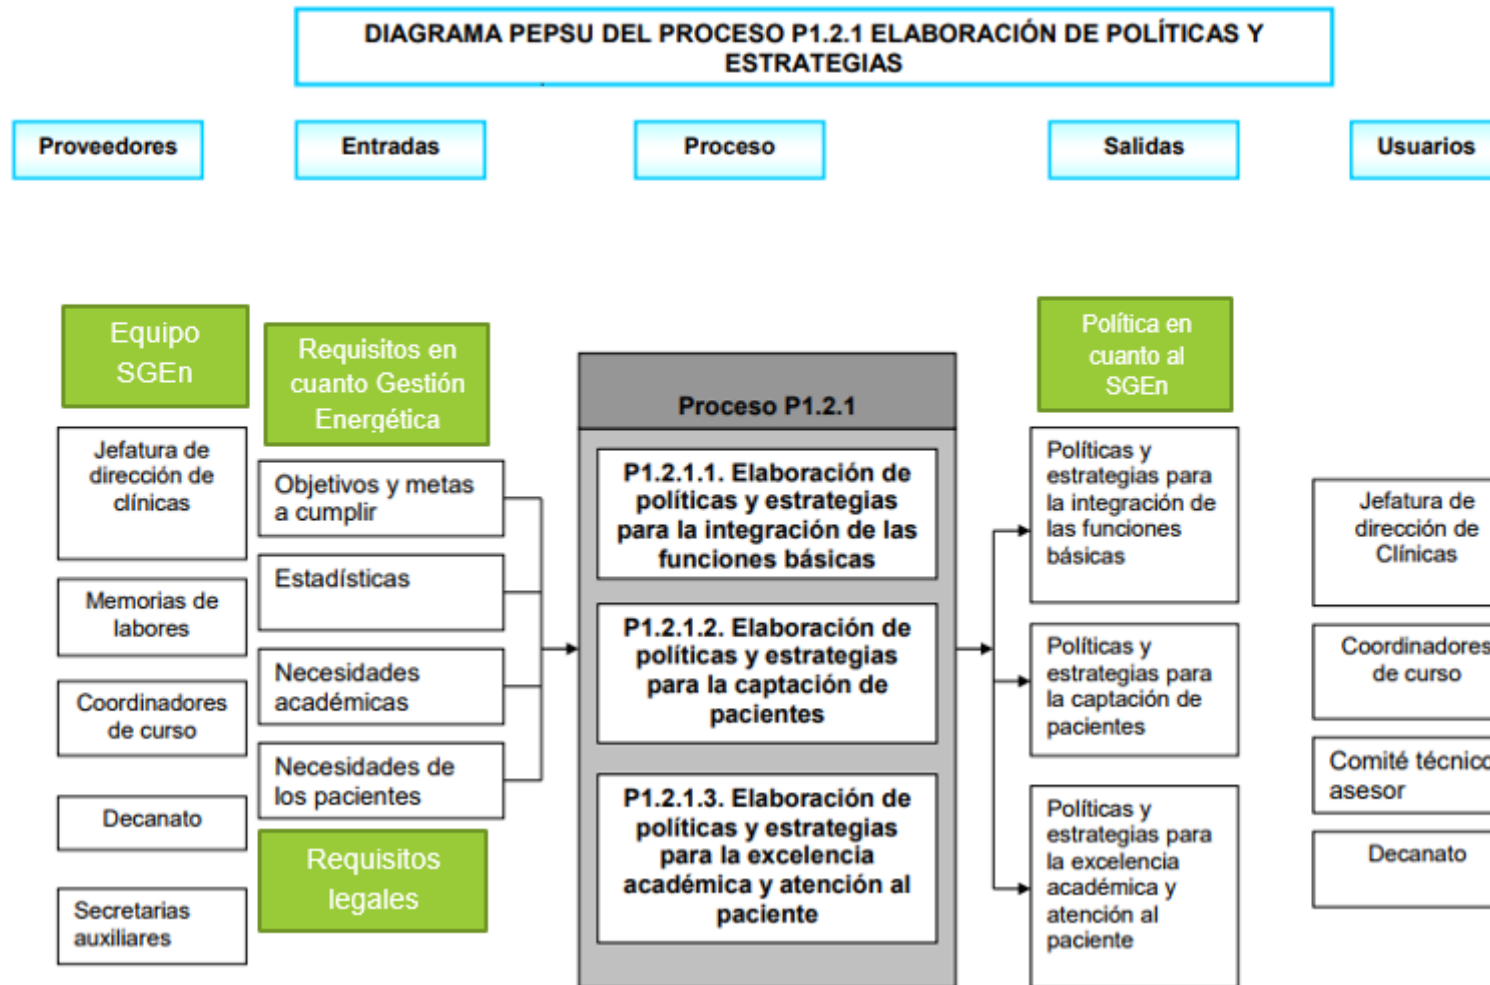 DIAGRAMA PEPSU DEL PROCESO P1.2.1 ELABORACIÓN DE POLÍTICAS Y
ESTRATEGIAS
Proveedores
Entradas
Proceso
Salidas
Usuarios
Equipo
SGEn
Jefatura de
dirección de
clínicas
Memorias de
labores
Coordinadores
de curso
Decanato
Secretarias
auxiliares
Requisitos en
cuanto Gestión
Energética
Objetivos y metas
a cumplir
Estadísticas
Necesidades
académicas
Necesidades de
los pacientes
Requisitos
legales
Proceso P1.2.1
P1.2.1.1. Elaboración de
políticas y estrategias
para la integración de las
funciones básicas
P1.2.1.2. Elaboración de
políticas y estrategias
para la captación de
pacientes
P1.2.1.3. Elaboración de
políticas y estrategias
para la excelencia
académica y atención al
paciente
Política en
cuanto al
SGEn
Políticas y
estrategias para
la integración de
las funciones
básicas
Políticas y
estrategias para
la captación de
pacientes
Políticas y
estrategias para
la excelencia
académica y
atención al
paciente
Jefatura de
dirección de
Clínicas
Coordinadores
de curso
Comité técnico
asesor
Decanato